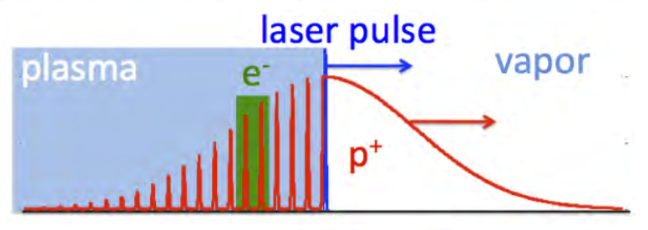 laser pulse
plasma
e⁻
vapor
p⁺